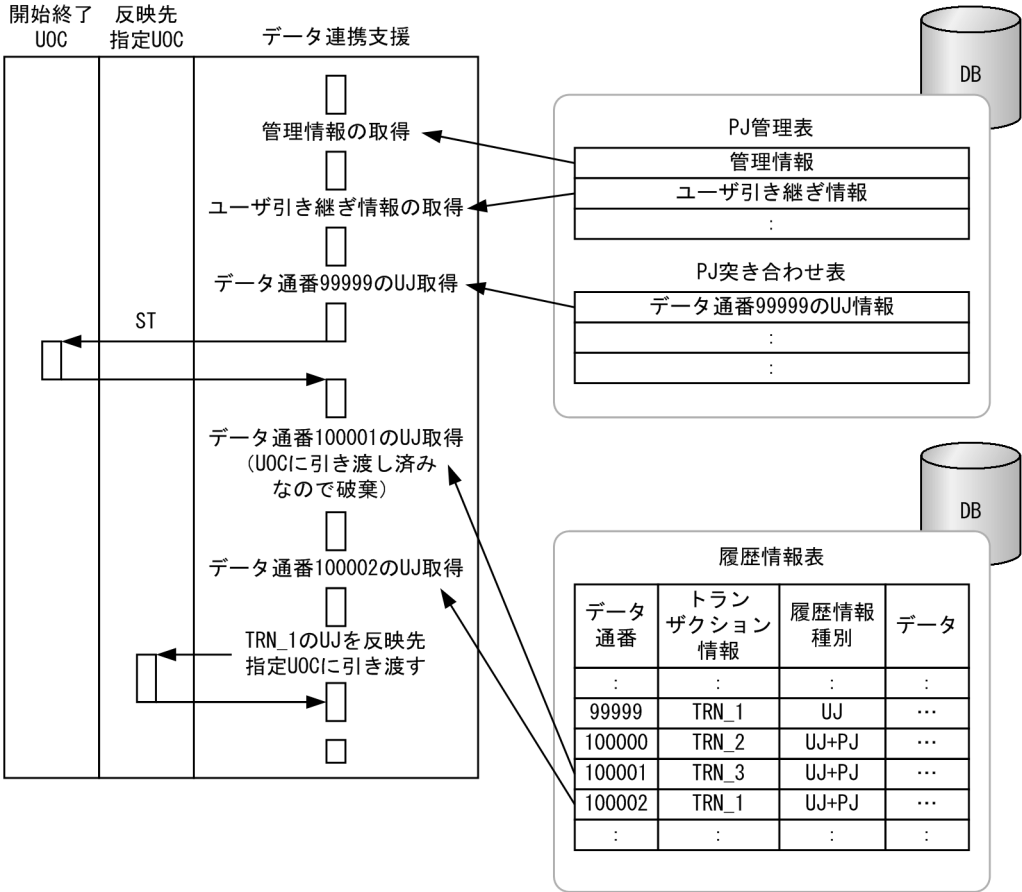 開始終了
UOC
反映先
指定UOC
データ連携支援
管理情報の取得
ユーザ引き継ぎ情報の取得
データ通番99999のUJ取得
ST
データ通番100001のUJ取得
(UOCに引き渡し済み
なので破棄)
データ通番100002のUJ取得
TRN_1のUJを反映先
指定UOCに引き渡す
DB
PJ管理表
管理情報
ユーザ引き継ぎ情報
:
PJ突き合わせ表
データ通番99999のUJ情報
:
:
DB
履歴情報表
データ
通番
トラン
ザクション
情報
履歴情報
種別
データ
: : : :
99999 TRN_1 UJ …
100000 TRN_2 UJ+PJ …
100001 TRN_3 UJ+PJ …
100002 TRN_1 UJ+PJ …
: : : :